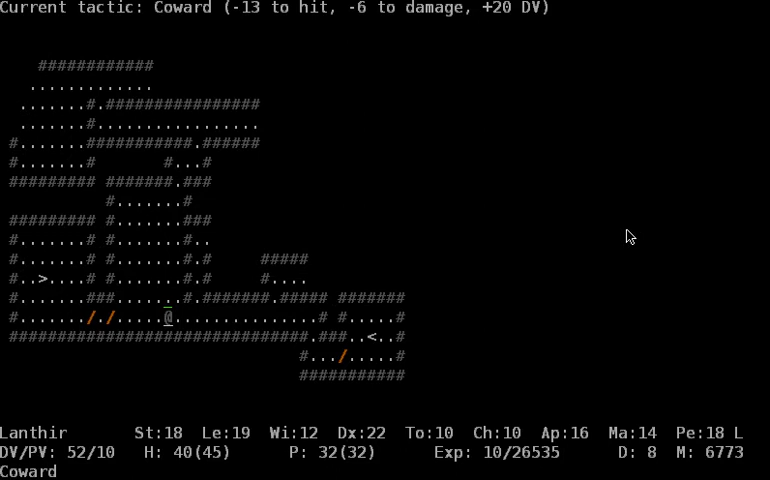 Current tactic: Coward (-13 to hit, -6 to damage, +20 DV)
############
.............
.......#.################
.......#.................
#.......###########.######
#.......#       #...#
######### #######.###
#.......#
######### #.......###
#.......# #.......#..
#.......# #.......#.#     #####
#..>....# #.......#.#     #....
#.......###.......#.#######.##### #######
#......././.....@...............# #.....#
###############################.###.<..#
#.../.....#
###########
Lanthir       St:18  Le:19  Wi:12  Dx:22  To:10  Ch:10  Ap:16  Ma:14  Pe:18 L
DV/PV: 52/10   H: 40(45)     P: 32(32)     Exp: 10/26535     D: 8  M: 6773
Coward